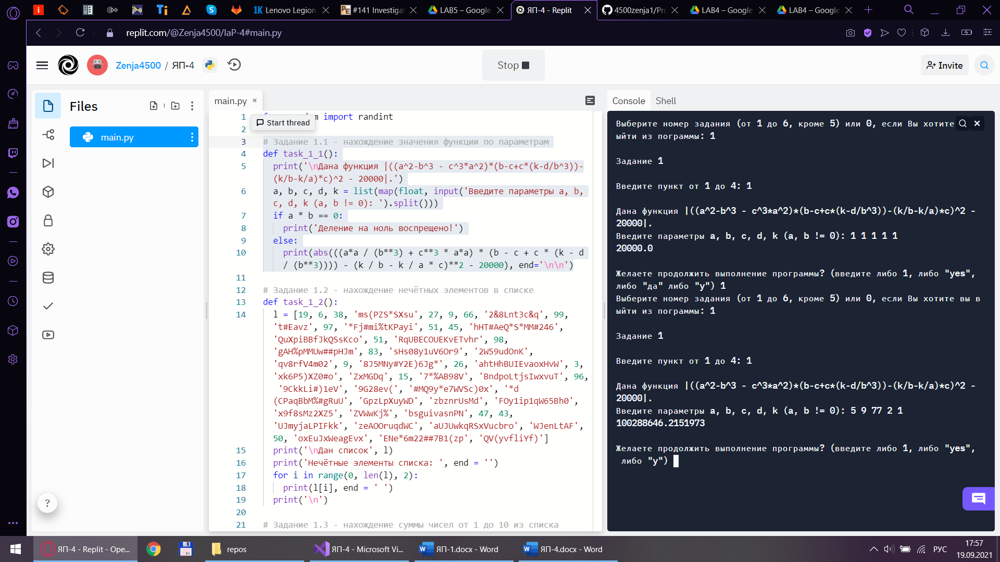 1K Lenovo Legion
#141 Investiga
LAB5 – Google
ЯП-4 - Replit
4500zenja1/Pro
LAB4 – Google
LAB4 – Google
replit.com/@Zenja4500/IaP-4#main.py
Zenja4500 / ЯП-4
Stop
Invite
Files
main.py
main.py
Start thread
1 import randint
2
3 # Задание 1.1 - нахождение значения функции по параметрам
4 def task_1_1():
5 print('\nДана функция |((a^2-b^3 - c^3*a^2)*(b-c+c*(k-d/b^3))-
(k/b-k/a)*c)^2 - 20000|.')
6 a, b, c, d, k = list(map(float, input('Введите параметры a, b,
c, d, k (a, b != 0): ').split()))
7 if a * b == 0:
8 print('Деление на ноль воспрещено!')
9 else:
10 print(abs(((a*a / (b**3) + c**3 * a*a) * (b - c + c * (k - d
/ (b**3)))) - (k / b - k / a * c)**2 - 20000), end='\n\n')
11
12 # Задание 1.2 - нахождение нечётных элементов в списке
13 def task_1_2():
14 l = [19, 6, 38, 'ms(PZS*SXsu', 27, 9, 66, '2&8Lnt3c&q', 99,
't#Eavz', 97, '*Fj#mi%tKPayi', 51, 45, 'hHT#AeQ*S*MM#246',
'QuXpiBBfJkQSsKco', 51, 'RqUBECOUEKvETvhr', 98,
'gAH%pMMUw##pHJm', 83, 'sHs08y1uV6Or9', '2W59udOnK',
'qv8rfV4m02', 9, '8J5MNy#Y2E)6Jg*', 26, 'ahtHhBUIEvaoxHvW', 3,
'xk6P5)XZ0#o', 'ZxMGDq', 15, '7*%AB98V', 'BndpoLtjsIwxvuT', 96,
'9CkkLi#)1eV', '9G28ev(', '#MQ9y*e7WVSc)0x', '*d
(CPaqBbM%#gRuU', 'GpzLpXuyWD', 'zbznrUsMd', 'FOy1ip1qW65Bh0',
'x9f8sMz2XZ5', 'ZVWwKj%', 'bsguivasnPN', 47, 43,
'UJmyjaLPIFkk', 'zeAOOruqdWC', 'aUJUwkqRSxVucbro', 'WJenLtAF',
50, 'oxEuJxWeagEvx', 'ENe*6m22##7B1(zp', 'QV(yvfliYf)']
15 print('\nДан список', l)
16 print('Нечётные элементы списка: ', end = '')
17 for i in range(0, len(l), 2):
18 print(l[i], end = ' ')
19 print('\n')
20
21 # Задание 1.3 - нахождение суммы чисел от 1 до 10 из списка
Console
Shell
Выберите номер задания (от 1 до 6, кроме 5) или 0, если Вы хотите
ыйти из пограммы: 1
Задание 1
Введите пункт от 1 до 4: 1
Дана функция |((a^2-b^3 - c^3*a^2)*(b-c+c*(k-d/b^3))-(k/b-k/a)*c)^2 -
20000|.
Введите параметры a, b, c, d, k (a, b != 0): 1 1 1 1 1
20000.0
Желаете продолжить выполнение программы? (введите либо 1, либо "yes",
либо "да" либо "y") 1
Выберите номер задания (от 1 до 6, кроме 5) или 0, если Вы хотите вы в
ыйти из пограммы: 1
Задание 1
Введите пункт от 1 до 4: 1
Дана функция |((a^2-b^3 - c^3*a^2)*(b-c+c*(k-d/b^3))-(k/b-k/a)*c)^2 -
20000|.
Введите параметры a, b, c, d, k (a, b != 0): 5 9 77 2 1
100288646.2151973
Желаете продолжить выполнение программы? (введите либо 1, либо "yes",
либо "y")
?
ЯП-4 - Replit - Ope...
repos
ЯП-4 - Microsoft Vi...
ЯП-1.docx - Word
ЯП-4.docx - Word
РУС
17:57
19.09.2021